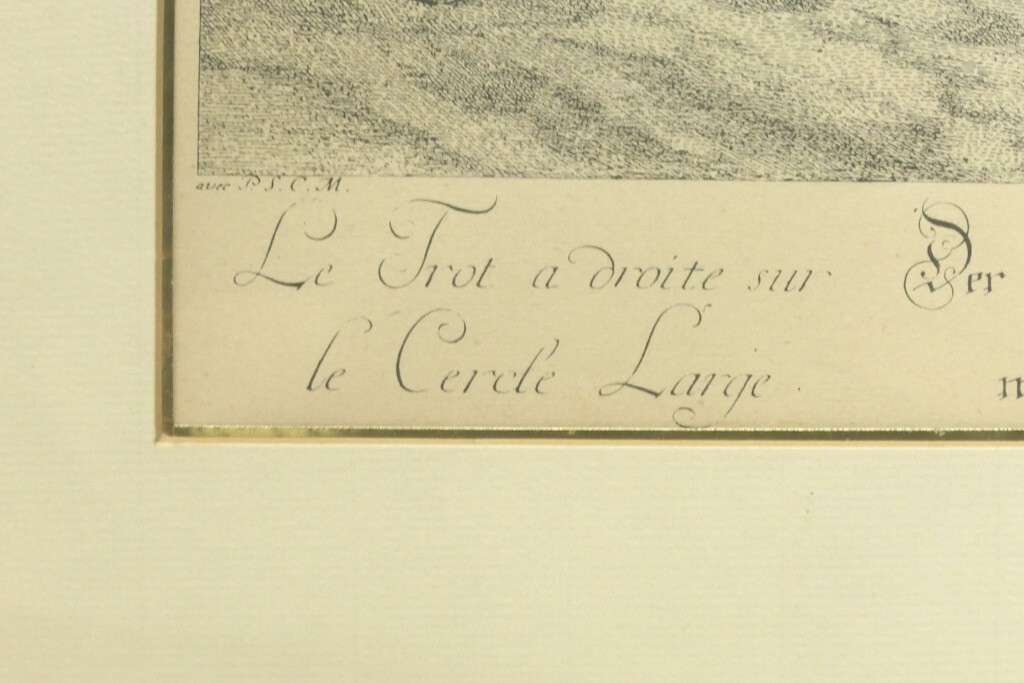 avec P. S. C. M.
Le Trot a droite sur
le Cercle Large.
Der